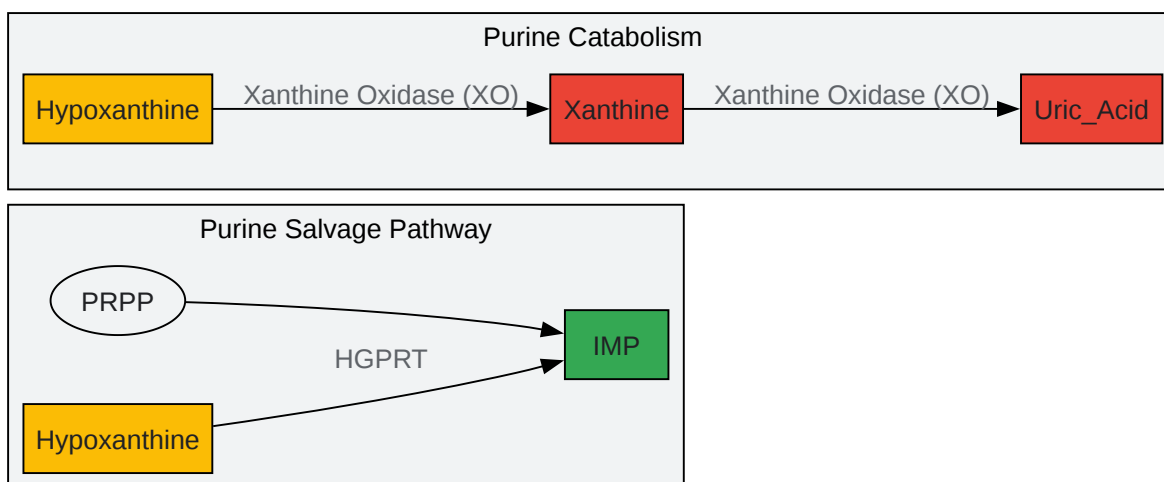 Purine Catabolism
Hypoxanthine
Xanthine Oxidase (XO)
Xanthine
Xanthine Oxidase (XO)
Uric_Acid
Purine Salvage Pathway
PRPP
HGPRT
IMP
Hypoxanthine